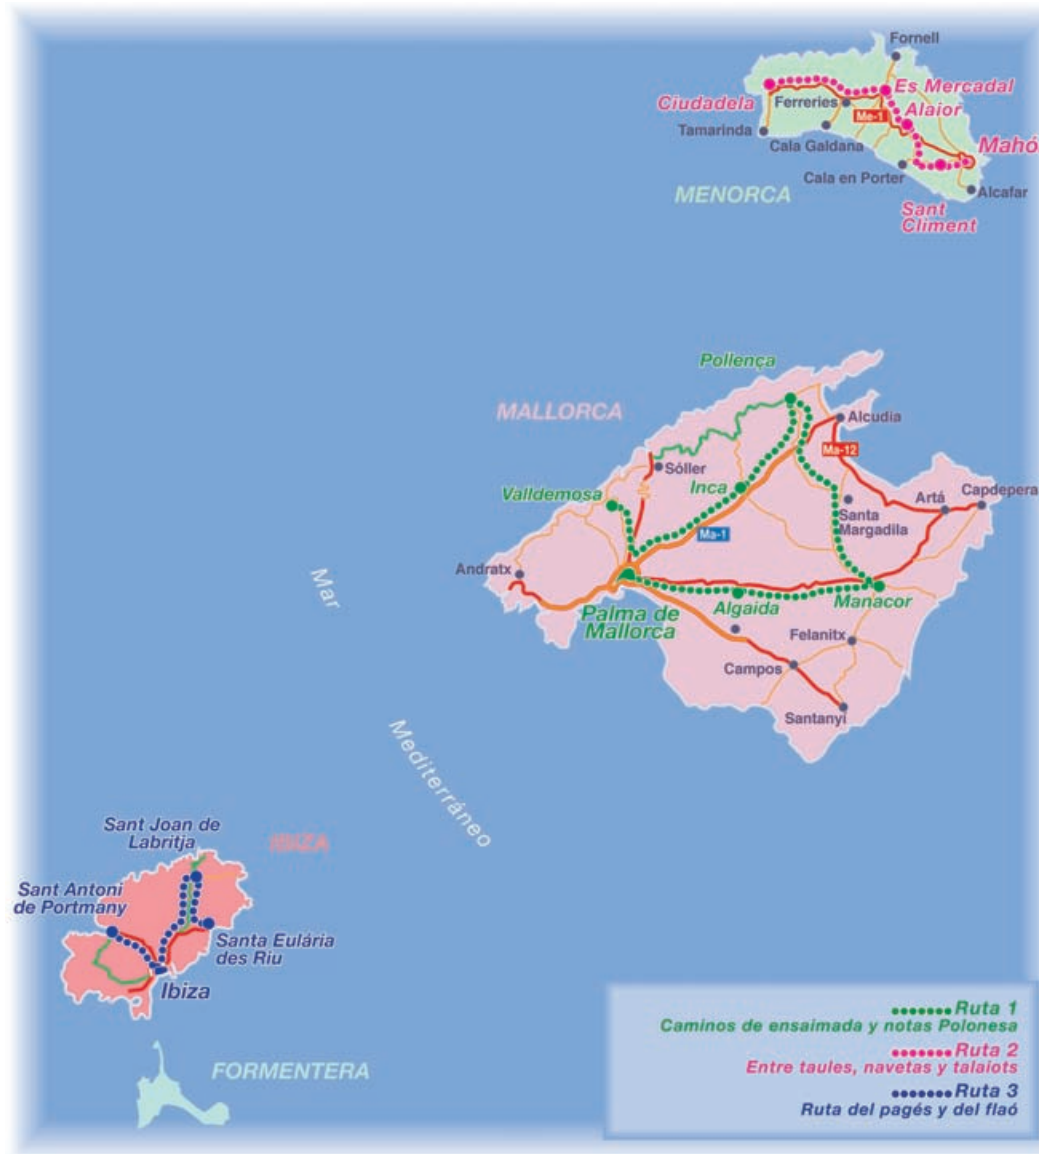 Fornell
Es Mercadal
Ciudadela
Ferreries
Alaior
Me-1
Tamarinda
Cala Galdana
Mahó
Cala en Porter
MENORCA
Alcafar
Sant
Climent
Pollença
MALLORCA
Alcudia
Ma-12
Sóller
Inca
Valldemosa
Artá
Capdepera
Santa
Margadila
Ma-1
Andratx
Mar
Palma de
Mallorca
Algaida
Manacor
Felanitx
Campos
Santanyi
Mediterráneo
Sant Joan de
Labritja
IBIZA
Sant Antoni
de Portmany
Santa Eulária
des Riu
Ibiza
FORMENTERA
Ruta 1
Caminos de ensaimada y notas Polonesa
Ruta 2
Entre taules, navetas y talaiots
Ruta 3
Ruta del pagés y del flaó